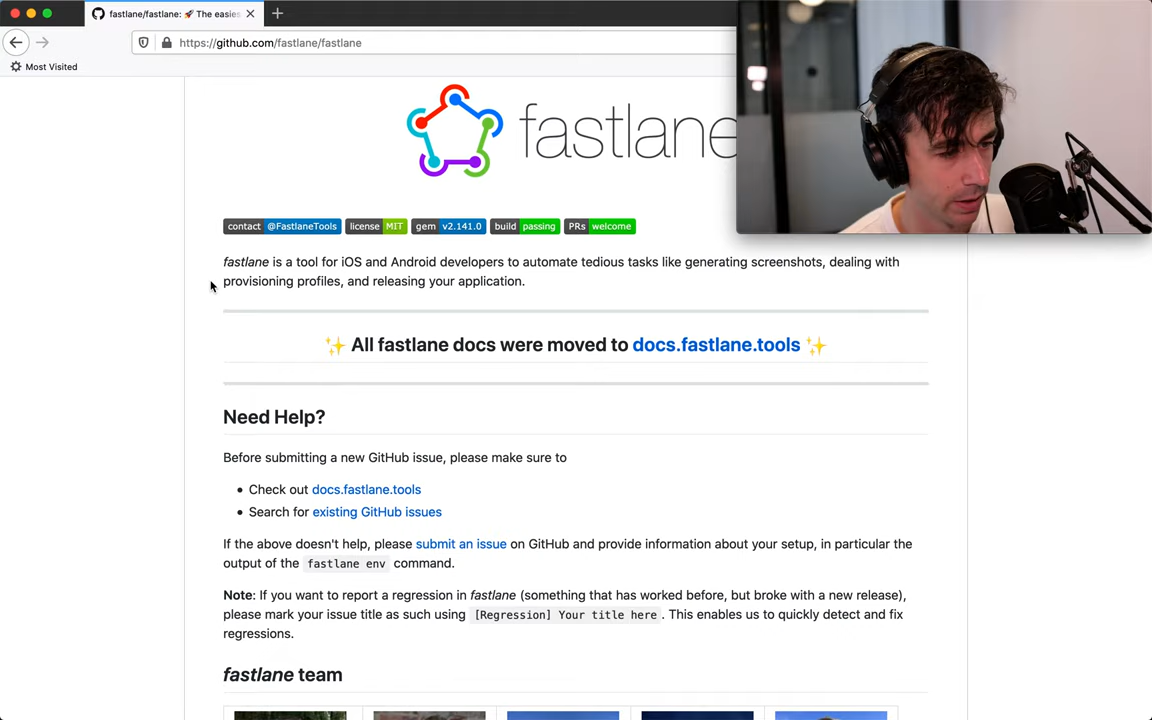 fastlane/fastlane: 🚀 The easies
https://github.com/fastlane/fastlane
Most Visited
fastlane
contact @FastlaneTools license MIT gem v2.141.0 build passing PRs welcome
fastlane is a tool for iOS and Android developers to automate tedious tasks like generating screenshots, dealing with
provisioning profiles, and releasing your application.
✨ All fastlane docs were moved to docs.fastlane.tools ✨
Need Help?
Before submitting a new GitHub issue, please make sure to
• Check out docs.fastlane.tools
• Search for existing GitHub issues
If the above doesn't help, please submit an issue on GitHub and provide information about your setup, in particular the
output of the fastlane env command.
Note: If you want to report a regression in fastlane (something that has worked before, but broke with a new release),
please mark your issue title as such using [Regression] Your title here. This enables us to quickly detect and fix
regressions.
fastlane team